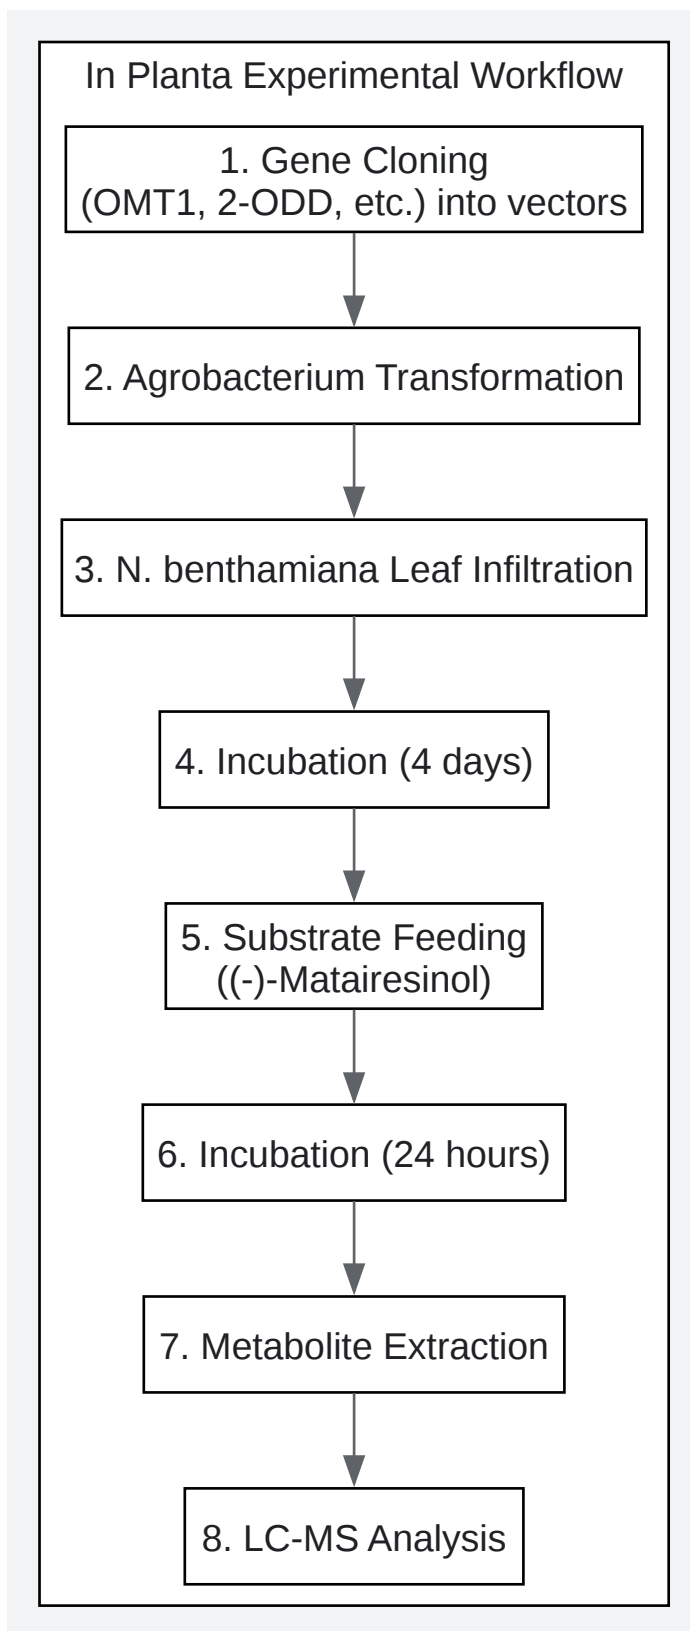 In Planta Experimental Workflow
1. Gene Cloning
(OMT1, 2-ODD, etc.) into vectors
2. Agrobacterium Transformation
3. N. benthamiana Leaf Infiltration
4. Incubation (4 days)
5. Substrate Feeding
((-)-Matairesinol)
6. Incubation (24 hours)
7. Metabolite Extraction
8. LC-MS Analysis